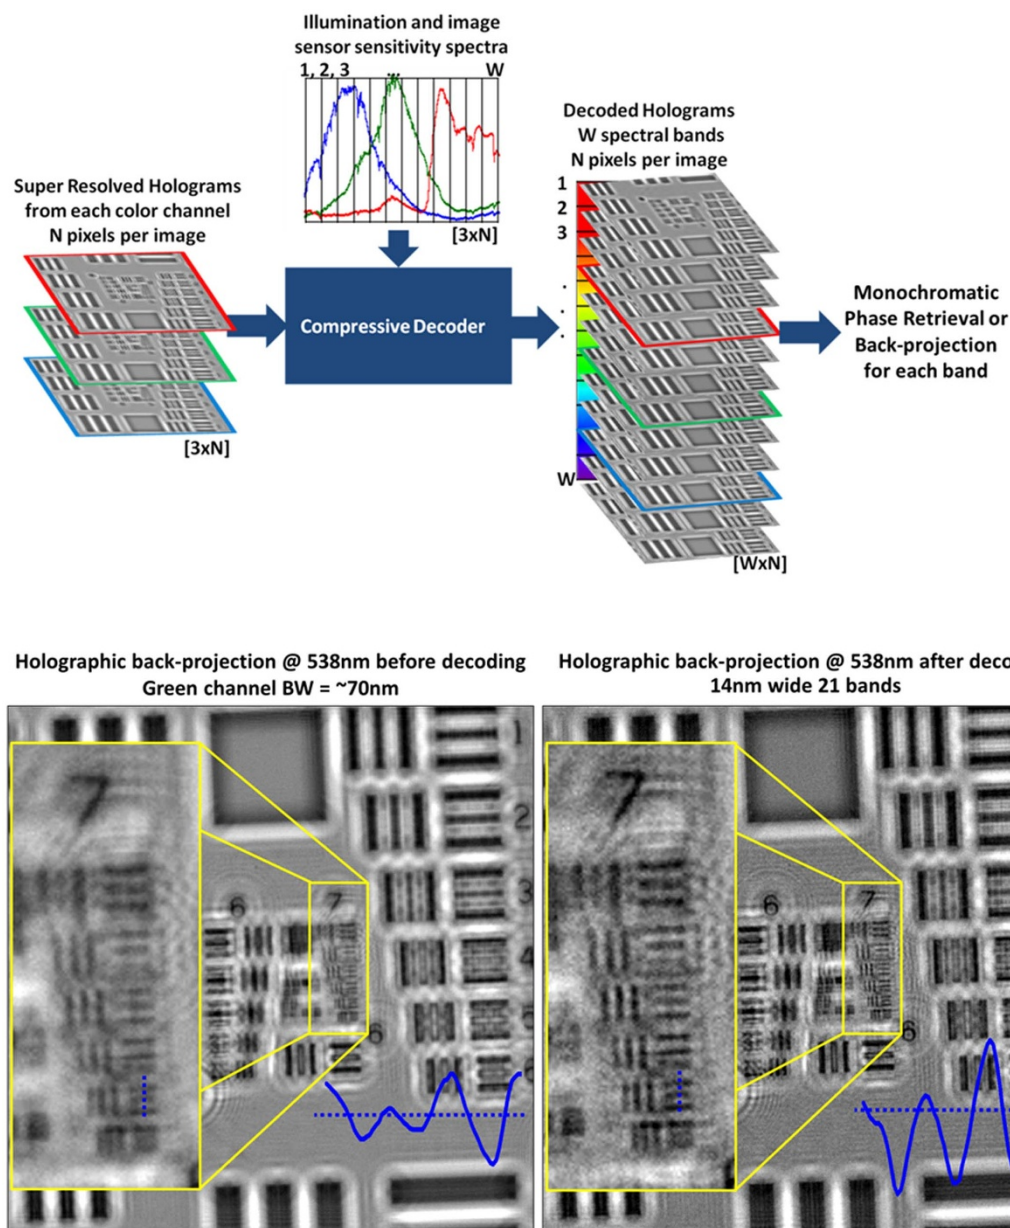 Illumination and image
sensor sensitivity spectra
1, 2, 3 ... W
[3xN]
Super Resolved Holograms
from each color channel
N pixels per image
[3xN]
Compressive Decoder
Decoded Holograms
W spectral bands
N pixels per image
1
2
3
.
.
.
W
[WxN]
Monochromatic
Phase Retrieval or
Back-projection
for each band
Holographic back-projection @ 538nm before decoding
Green channel BW = ~70nm
7
1
2
3
6 7
4
5
6
Holographic back-projection @ 538nm after deco
14nm wide 21 bands
7
6 7
6